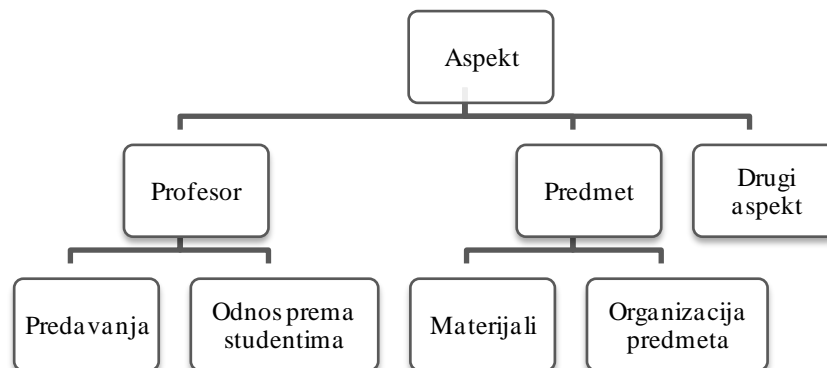 Aspekt
Profesor
Predmet
Drugi
aspekt
Predavanja
Odnos prema
studentima
Materijali
Organizacija
predmeta